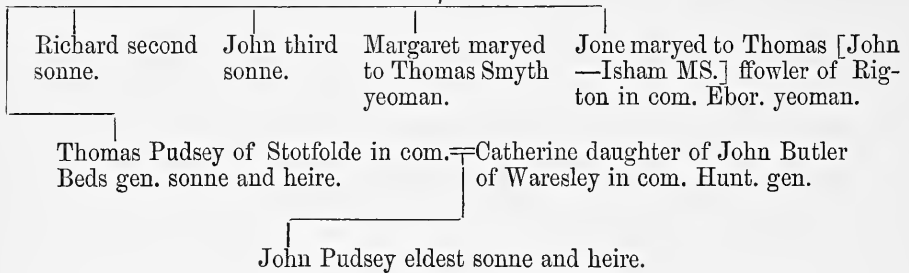 Richard second sonne.
John third sonne.
Margaret maryed to Thomas Smyth yeoman.
Jone maryed to Thomas [John —Isham MS.] ffowler of Rigton in com. Ebor. yeoman.
Thomas Pudsey of Stotfolde in com. Beds gen. sonne and heire.
Catherine daughter of John Butler of Waresley in com. Hunt. gen.
John Pudsey eldest sonne and heire.